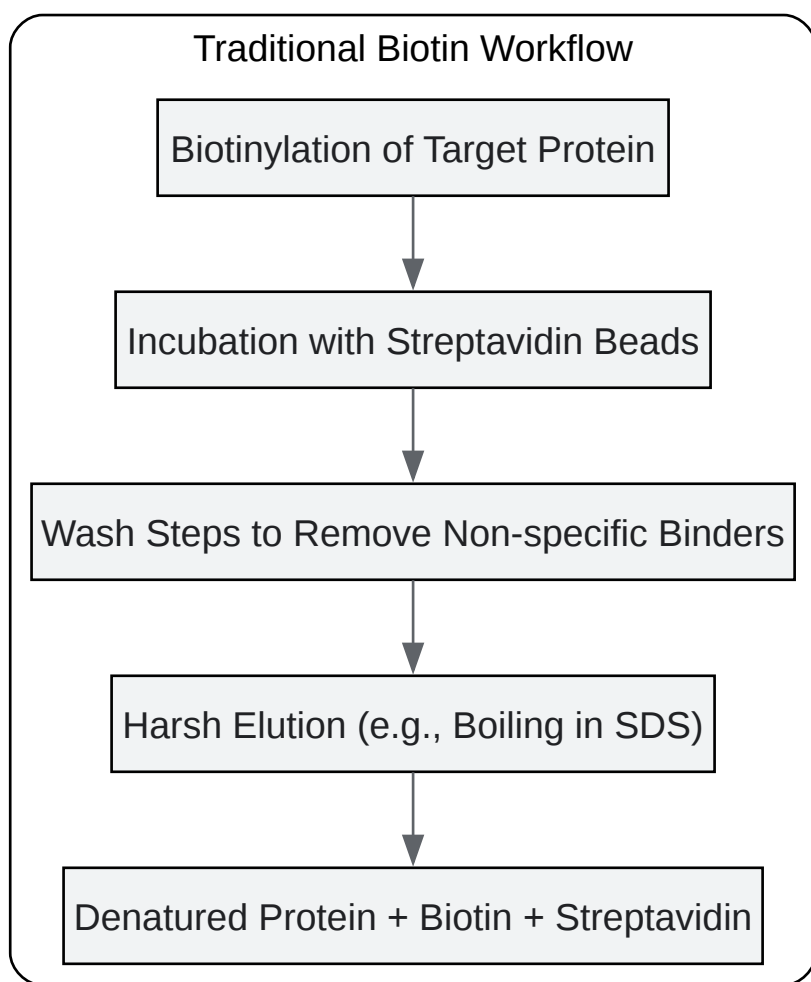 Traditional Biotin Workflow
Biotinylation of Target Protein
Incubation with Streptavidin Beads
Wash Steps to Remove Non-specific Binders
Harsh Elution (e.g., Boiling in SDS)
Denatured Protein + Biotin + Streptavidin